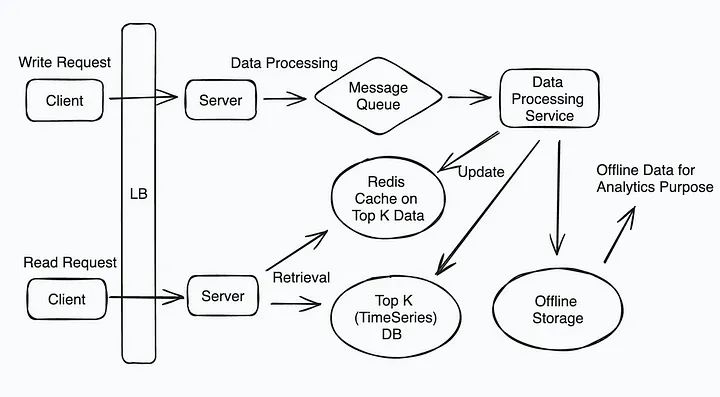 Write Request
Client
LB
Server
Data Processing
Message
Queue
Data
Processing
Service
Update
Redis
Cache on
Top K Data
Offline Data for
Analytics Purpose
Read Request
Client
Server
Retrieval
Top K
(TimeSeries)
DB
Offline
Storage